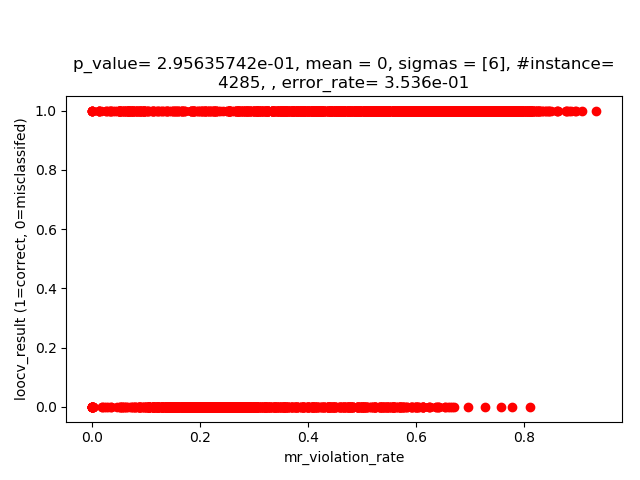 p_value= 2.95635742e-01, mean = 0, sigmas = [6], #instance=
4285, , error_rate= 3.536e-01
1.0
0.8
0.6
0.4
0.2
0.0
loocv_result (1=correct, 0=misclassifed)
0.0 0.2 0.4 0.6 0.8
mr_violation_rate